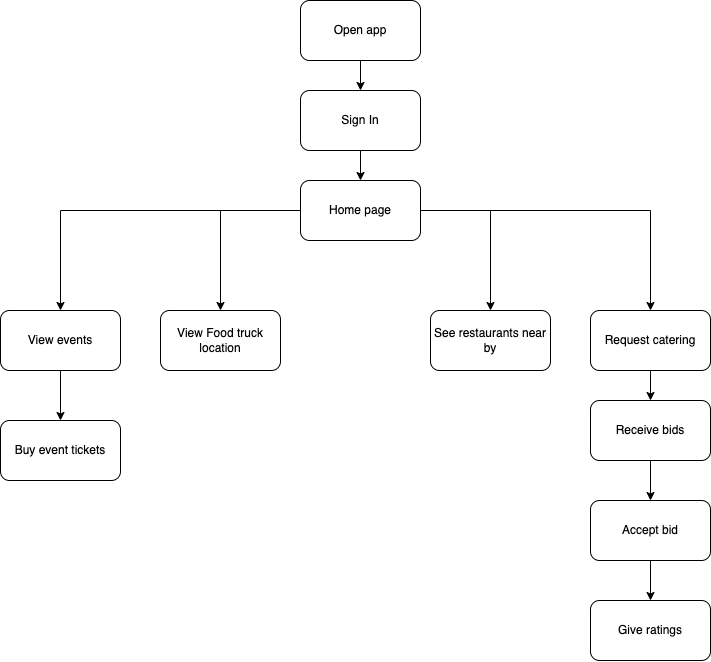 Open app
Sign In
Home page
View events
View Food truck
location
See restaurants near
by
Request catering
Receive bids
Buy event tickets
Accept bid
Give ratings